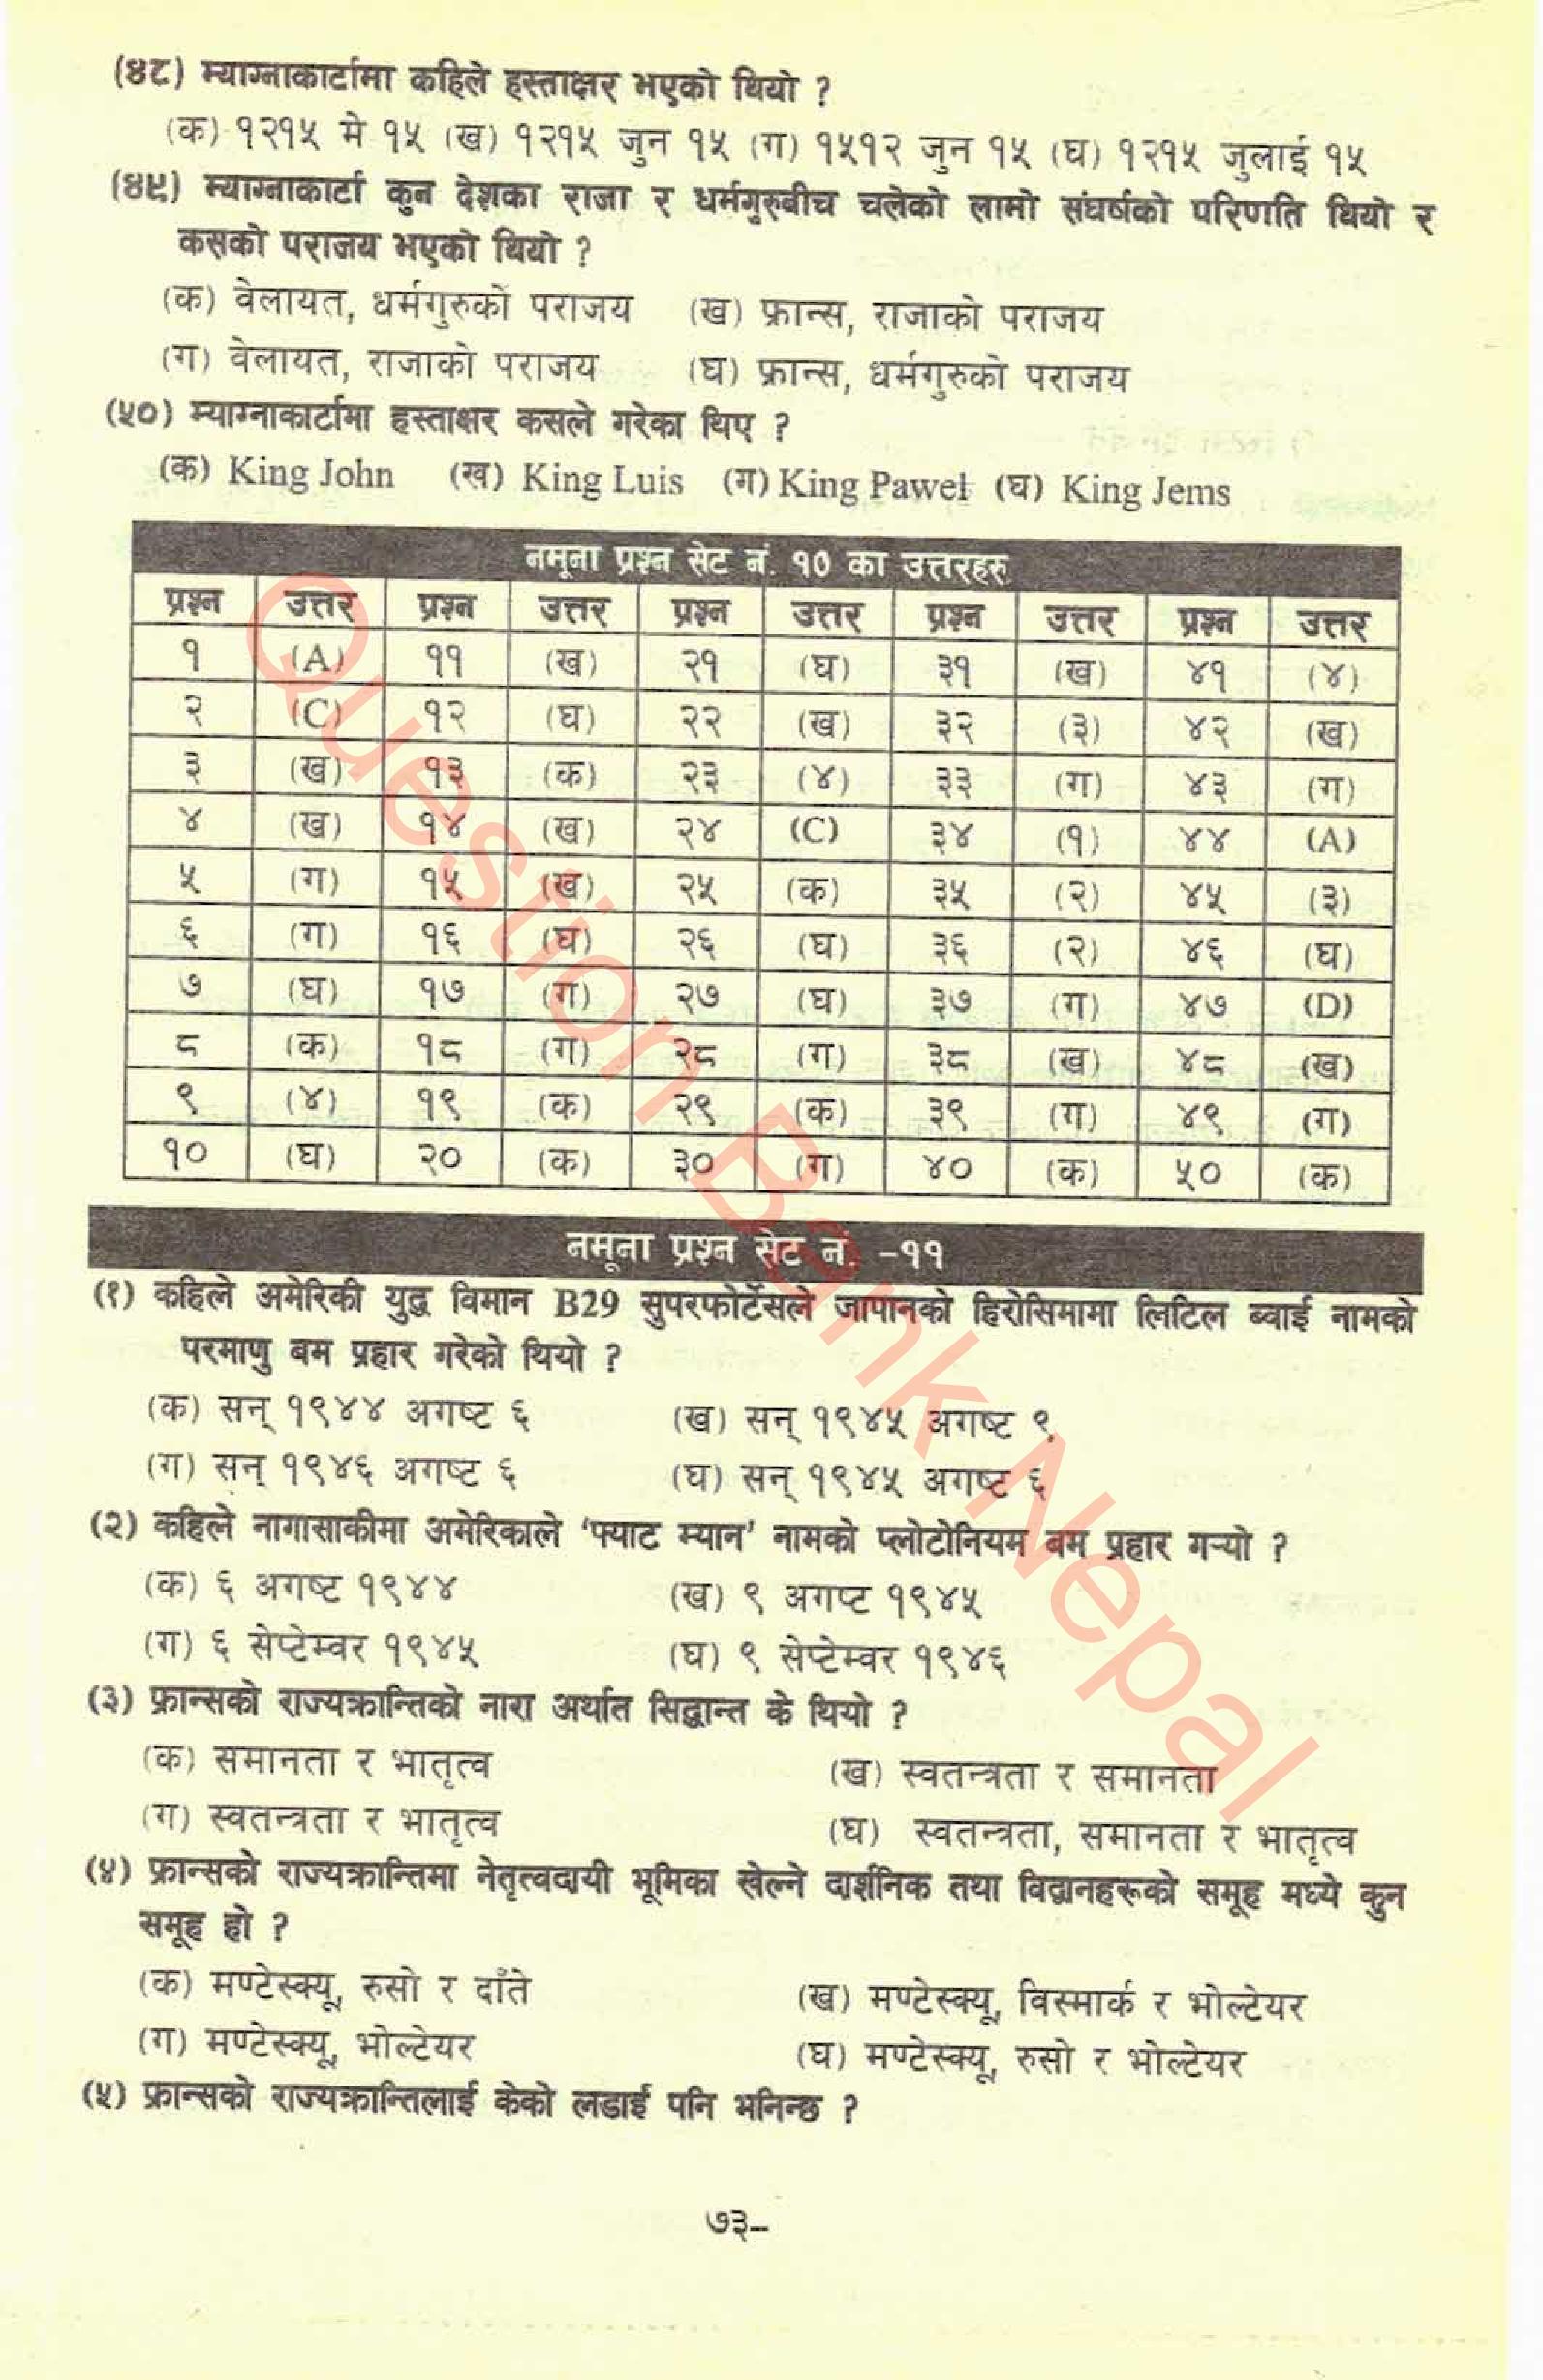 (४८) म्याग्नाकार्टामा कहिले हस्ताक्षर भएको थियो ?
(क) १२१५ मे १५ (ख) १२१५ जुन १५ (ग) १५१२ जुन १५ (घ) १२१५ जुलाई १५
(४९) म्याग्नाकार्टा कुन देशका राजा र धर्मगुरुबीच चलेको लामो संघर्षको परिणति थियो र
कसको पराजय भएको थियो ?
(क) वेलायत, धर्मगुरुको पराजय (ख) फ्रान्स, राजाको पराजय
(ग) वेलायत, राजाको पराजय (घ) फ्रान्स, धर्मगुरुको पराजय
(५०) म्याग्नाकार्टामा हस्ताक्षर कसले गरेका थिए ?
(क) King John (ख) King Luis (ग) King Pawel (घ) King Jems
नमूना प्रश्न सेट नं. १० का उत्तरहरु
प्रश्न उत्तर प्रश्न उत्तर प्रश्न उत्तर प्रश्न उत्तर प्रश्न उत्तर
१ (A) ११ (ख) २१ (घ) ३१ (ख) ४१ (४)
२ (C) १२ (घ) २२ (ख) ३२ (३) ४२ (ख)
३ (ख) १३ (क) २३ (४) ३३ (ग) ४३ (ग)
४ (ख) १४ (ख) २४ (C) ३४ (१) ४४ (A)
५ (ग) १५ (ख) २५ (क) ३५ (२) ४५ (३)
६ (ग) १६ (घ) २६ (घ) ३६ (२) ४६ (घ)
७ (घ) १७ (ग) २७ (घ) ३७ (ग) ४७ (D)
८ (क) १८ (ग) २८ (ग) ३८ (ख) ४८ (ख)
९ (४) १९ (क) २९ (क) ३९ (ग) ४९ (ग)
१० (घ) २० (क) ३० (ग) ४० (क) ५० (क)
नमूना प्रश्न सेट नं. -११
(१) कहिले अमेरिकी युद्ध विमान B29 सुपरफोर्टेसले जापानको हिरोसिमामा लिटिल ब्वाई नामको
परमाणु बम प्रहार गरेको थियो ?
(क) सन् १९४४ अगष्ट ६ (ख) सन् १९४५ अगष्ट ९
(ग) सन् १९४६ अगष्ट ६ (घ) सन् १९४५ अगष्ट ६
(२) कहिले नागासाकीमा अमेरिकाले ‘फ्याट म्यान’ नामको प्लोटोनियम बम प्रहार गर्‍यो ?
(क) ६ अगष्ट १९४४ (ख) ९ अगष्ट १९४५
(ग) ६ सेप्टेम्वर १९४५ (घ) ९ सेप्टेम्वर १९४६
(३) फ्रान्सको राज्यक्रान्तिको नारा अर्थात सिद्धान्त के थियो ?
(क) समानता र भातृत्व (ख) स्वतन्त्रता र समानता
(ग) स्वतन्त्रता र भातृत्व (घ) स्वतन्त्रता, समानता र भातृत्व
(४) फ्रान्सको राज्यक्रान्तिमा नेतृत्वदायी भूमिका खेल्ने दार्शनिक तथा विद्वानहरूको समूह मध्ये कुन
समूह हो ?
(क) मण्टेस्क्यू, रुसो र दाँते (ख) मण्टेस्क्यू, विस्मार्क र भोल्टेयर
(ग) मण्टेस्क्यू, भोल्टेयर (घ) मण्टेस्क्यू, रुसो र भोल्टेयर
(५) फ्रान्सको राज्यक्रान्तिलाई केको लडाई पनि भनिन्छ ?
७३–
Question Bank Nepal